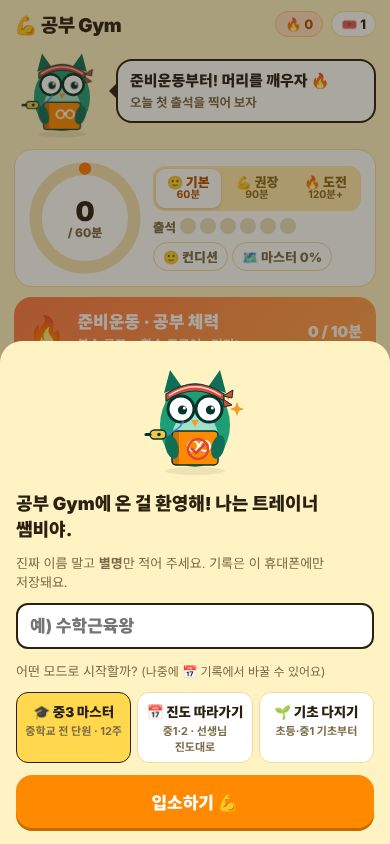 💪 공부 Gym
🔥 0
🎟️ 1
준비운동부터! 머리를 깨우자 🔥
오늘 첫 출석을 찍어 보자
0
/ 60분
🙂 기본
60분
💪 권장
90분
🔥 도전
120분+
출석
🙂 컨디션
🗺️ 마스터 0%
준비운동 · 공부 체력
0 / 10분
공부 Gym에 온 걸 환영해! 나는 트레이너
쌤비야.
진짜 이름 말고 별명만 적어 주세요. 기록은 이 휴대폰에만
저장돼요.
예) 수학근육왕
어떤 모드로 시작할까? (나중에 📅 기록에서 바꿀 수 있어요)
🎓 중3 마스터
중학교 전 단원 · 12주
📅 진도 따라가기
중1·2 · 선생님
진도대로
🌱 기초 다지기
초등·중1 기초부터
입소하기 💪